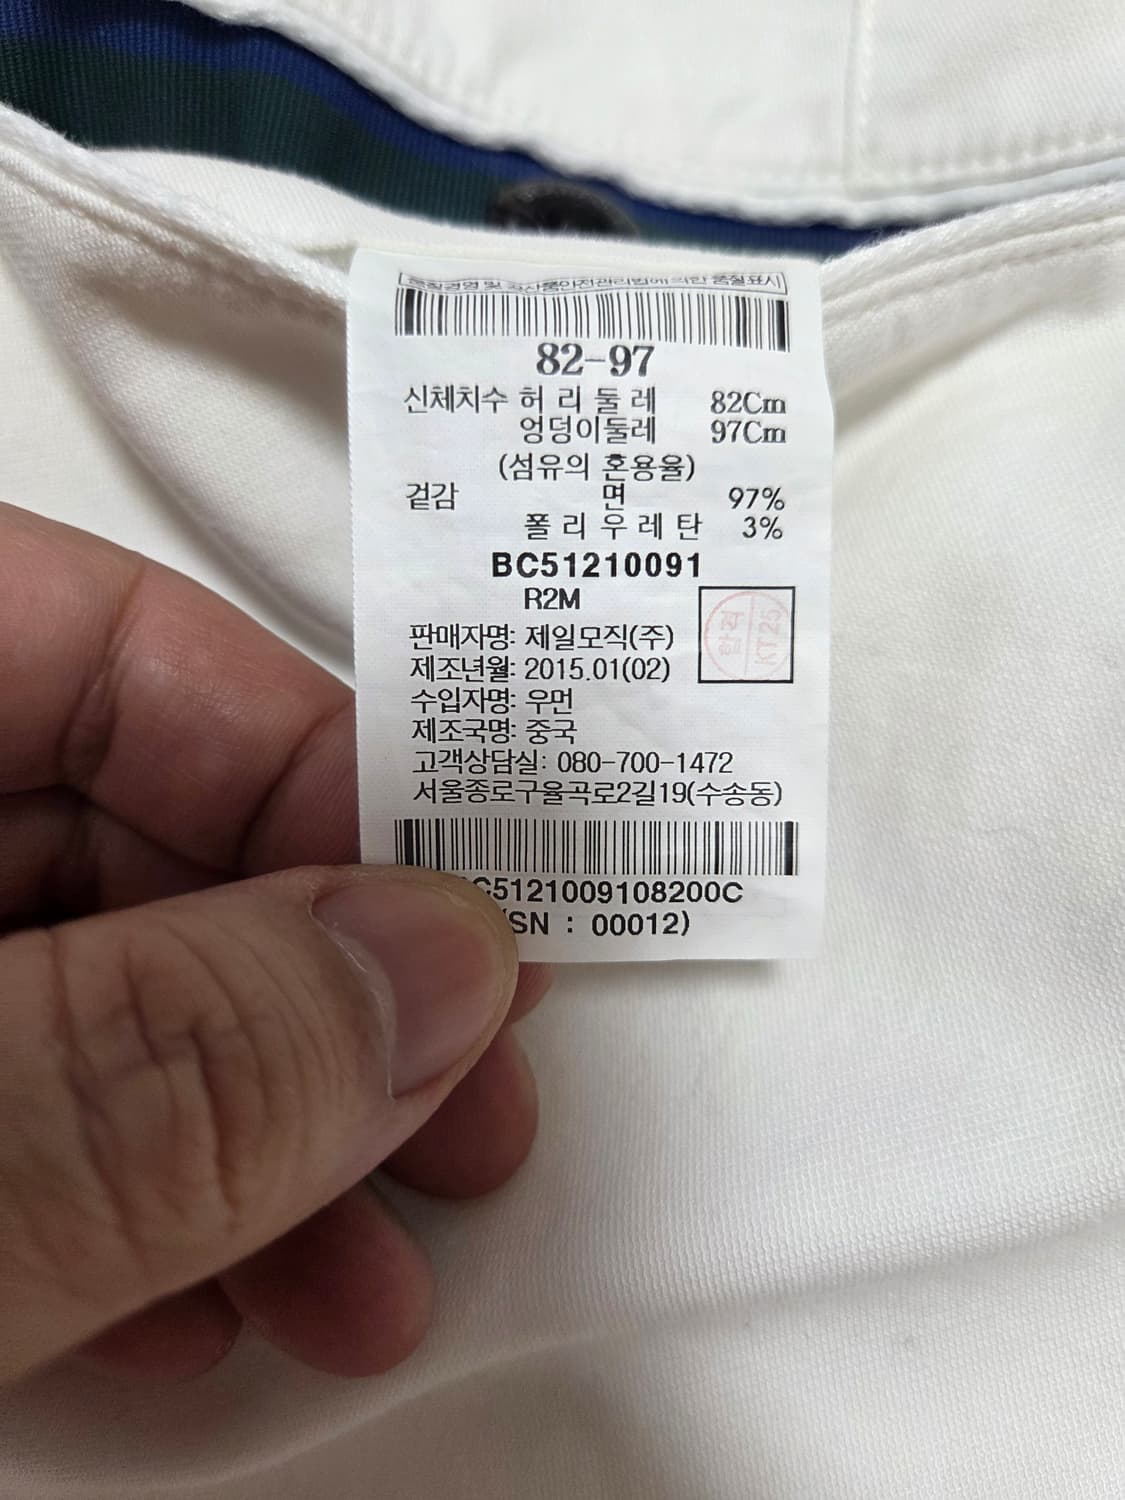 품질경영 및 공산품안전관리법에 의한 품질표시
82-97
신체치수 허 리 둘 레 82Cm
엉덩이둘레 97Cm
(섬유의 혼용율)
겉감 면 97%
폴 리 우 레 탄 3%
BC51210091
R2M
합격 KT25
판매자명: 제일모직(주)
제조년월: 2015.01(02)
수입자명: 우먼
제조국명: 중국
고객상담실: 080-700-1472
서울종로구율곡로2길19(수송동)
C5121009108200C
(SN : 00012)